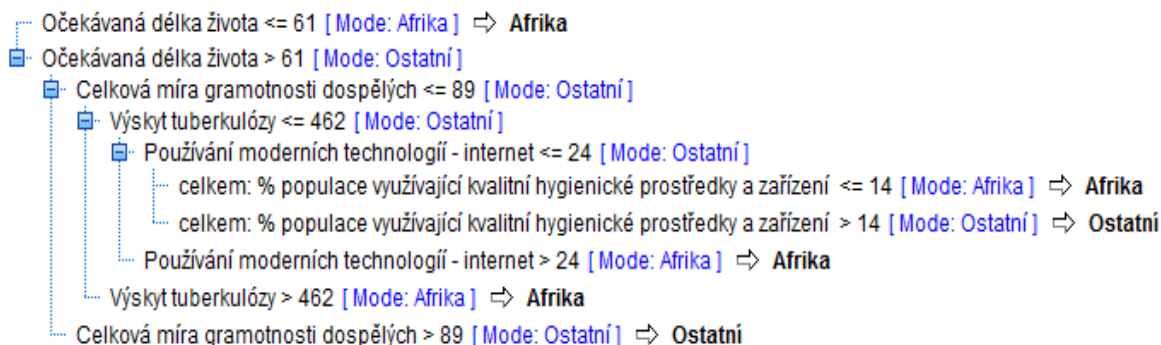 Očekávaná délka života <= 61 [ Mode: Afrika ] ⇨ Afrika
Očekávaná délka života > 61 [ Mode: Ostatní ]
Celková míra gramotnosti dospělých <= 89 [ Mode: Ostatní ]
Výskyt tuberkulózy <= 462 [ Mode: Ostatní ]
Používání moderních technologií - internet <= 24 [ Mode: Ostatní ]
celkem: % populace využívající kvalitní hygienické prostředky a zařízení <= 14 [ Mode: Afrika ] ⇨ Afrika
celkem: % populace využívající kvalitní hygienické prostředky a zařízení > 14 [ Mode: Ostatní ] ⇨ Ostatní
Používání moderních technologií - internet > 24 [ Mode: Afrika ] ⇨ Afrika
Výskyt tuberkulózy > 462 [ Mode: Afrika ] ⇨ Afrika
Celková míra gramotnosti dospělých > 89 [ Mode: Ostatní ] ⇨ Ostatní